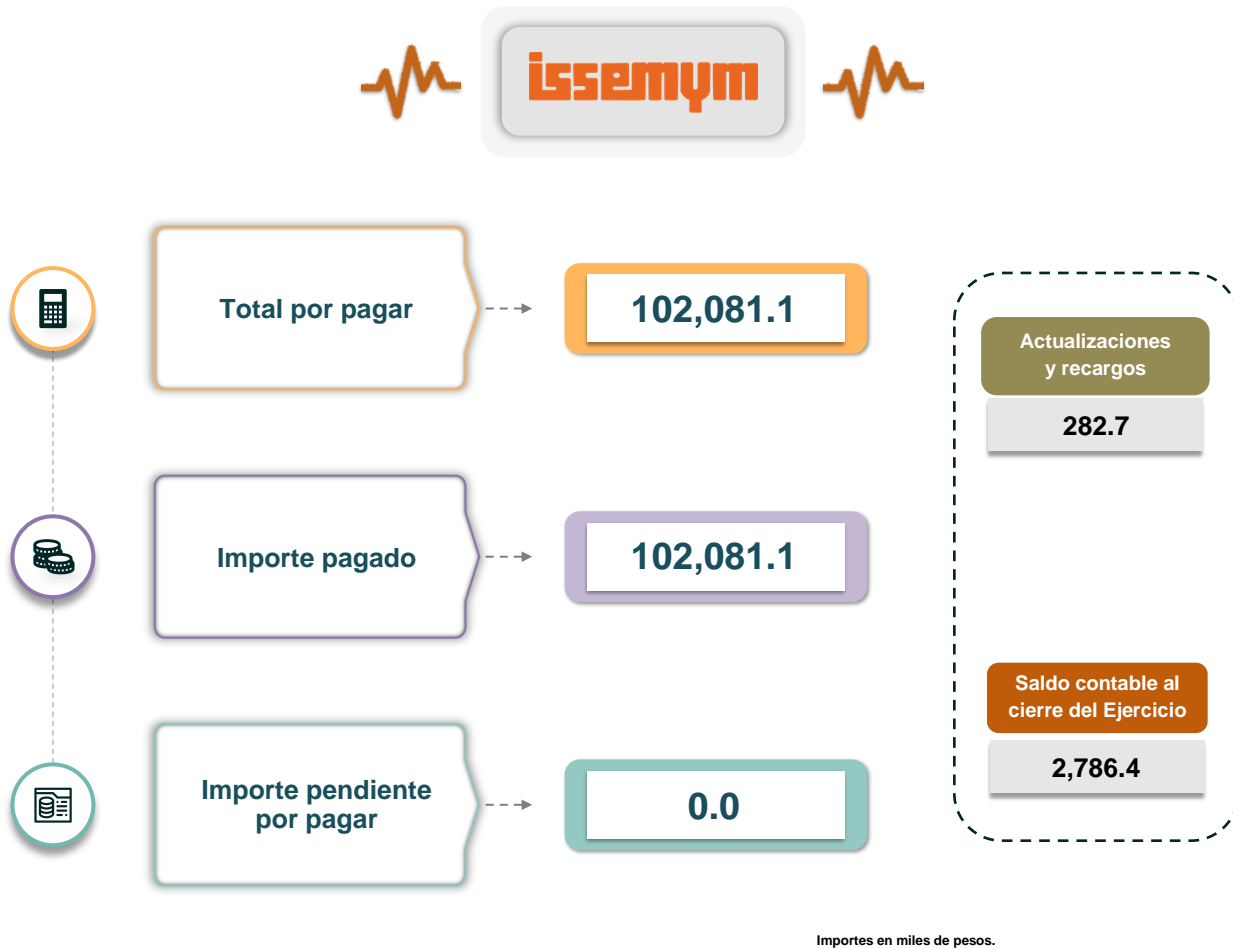 issemym
Total por pagar
102,081.1
Actualizaciones
y recargos
282.7
Importe pagado
102,081.1
Saldo contable al
cierre del Ejercicio
2,786.4
Importe pendiente
por pagar
0.0
Importes en miles de pesos.